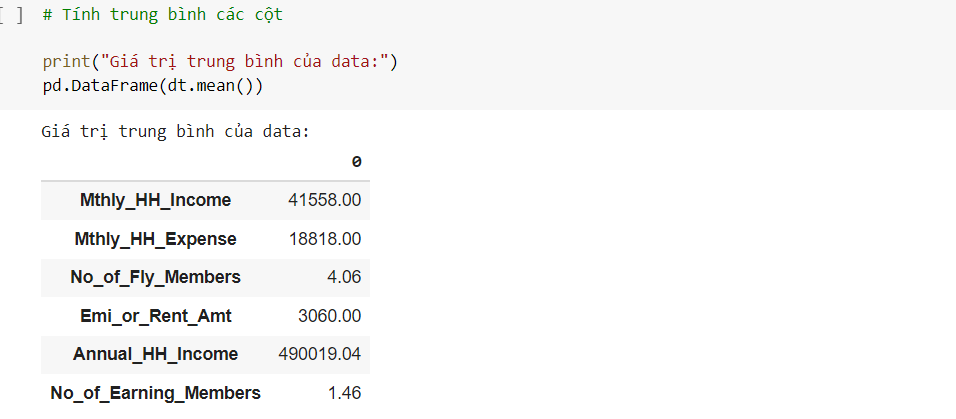 [ ] # Tính trung bình các cột
print("Giá trị trung bình của data:")
pd.DataFrame(dt.mean())
Giá trị trung bình của data:
0
Mthly_HH_Income 41558.00
Mthly_HH_Expense 18818.00
No_of_Fly_Members 4.06
Emi_or_Rent_Amt 3060.00
Annual_HH_Income 490019.04
No_of_Earning_Members 1.46